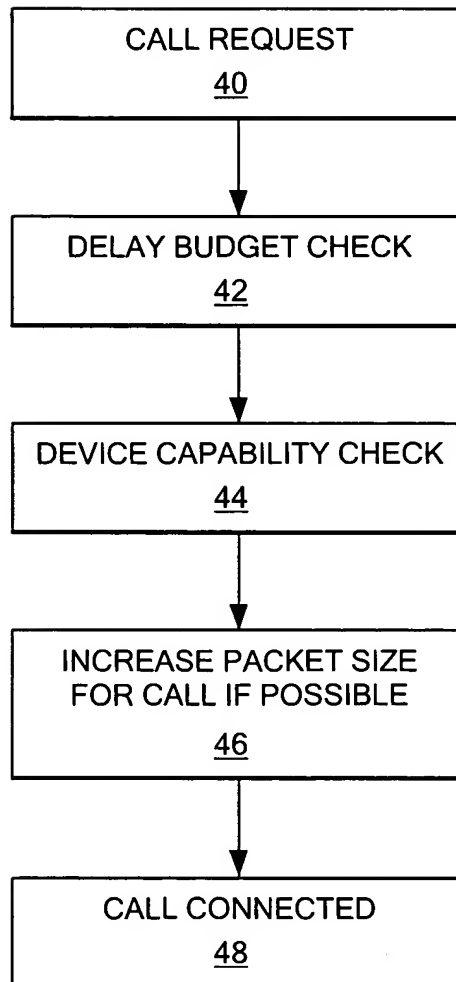 CALL REQUEST
40
DELAY BUDGET CHECK
42
DEVICE CAPABILITY CHECK
44
INCREASE PACKET SIZE
FOR CALL IF POSSIBLE
46
CALL CONNECTED
48